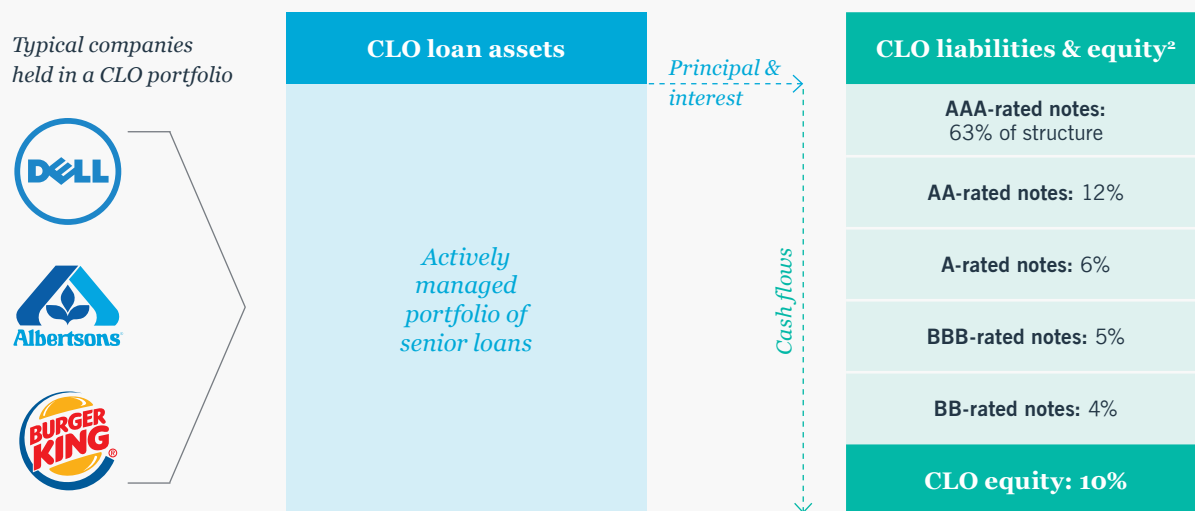 Typical companies
held in a CLO portfolio
DELL
Albertsons
BURGER
KING®
CLO loan assets
Actively
managed
portfolio of
senior loans
Principal &
interest
Cash flows
CLO liabilities & equity²
AAA-rated notes:
63% of structure
AA-rated notes: 12%
A-rated notes: 6%
BBB-rated notes: 5%
BB-rated notes: 4%
CLO equity: 10%